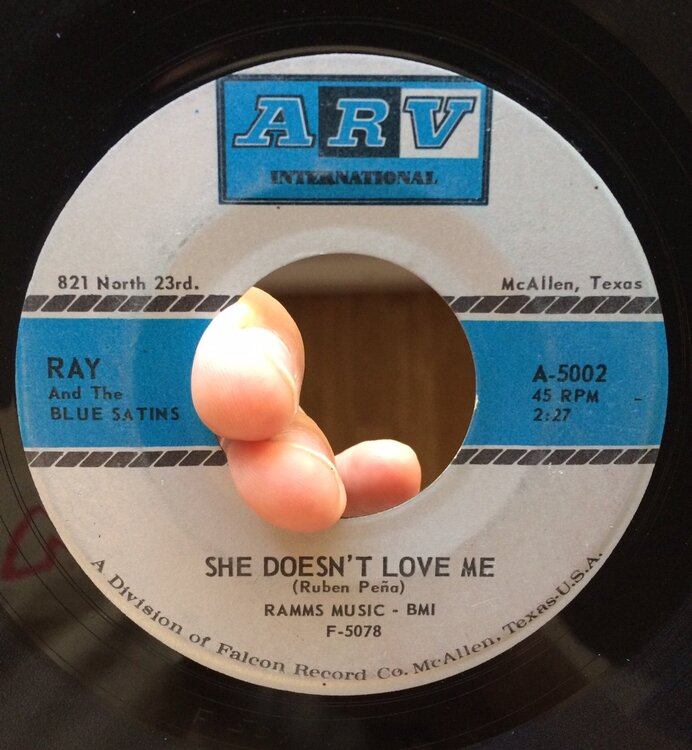 ARV
INTERNATIONAL
821 North 23rd.
McAllen, Texas
RAY
And The
BLUE SATINS
A-5002
45 RPM
2:27
SHE DOESN'T LOVE ME
(Ruben Peña)
RAMMS MUSIC - BMI
F-5078
A Division of Falcon Record Co. McAllen, Texas-U.S.A.